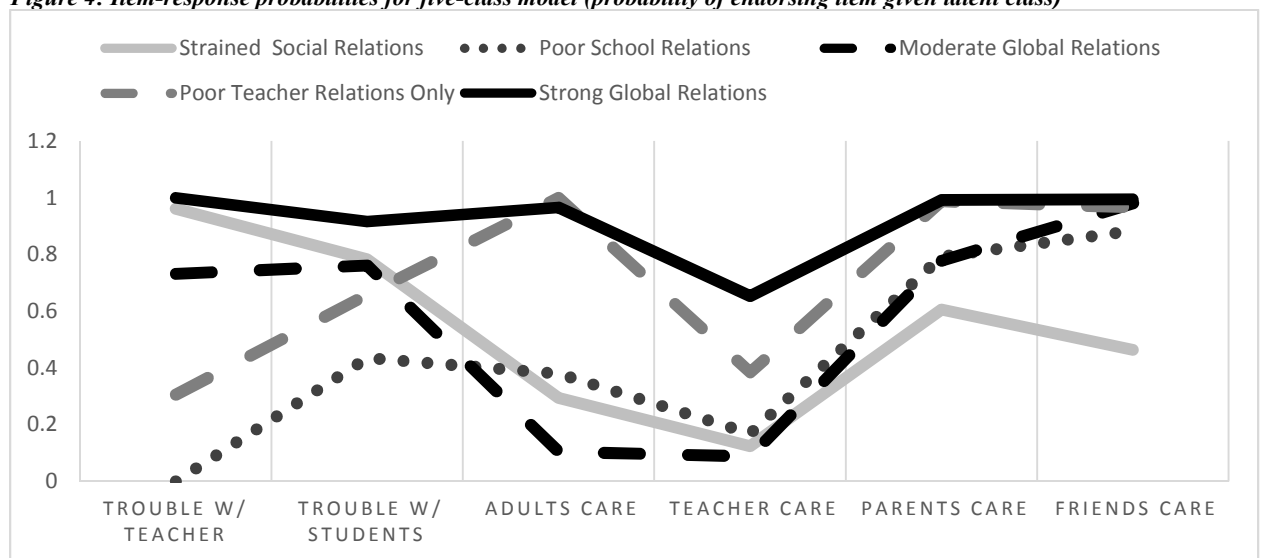 Figure 4: Item-response probabilities for five-class model (probability of endorsing item given latent class)
Strained Social Relations Poor School Relations Moderate Global Relations
Poor Teacher Relations Only Strong Global Relations
1.2
1
0.8
0.6
0.4
0.2
0
TROUBLE W/ TEACHER
TROUBLE W/ STUDENTS
ADULTS CARE
TEACHER CARE
PARENTS CARE
FRIENDS CARE